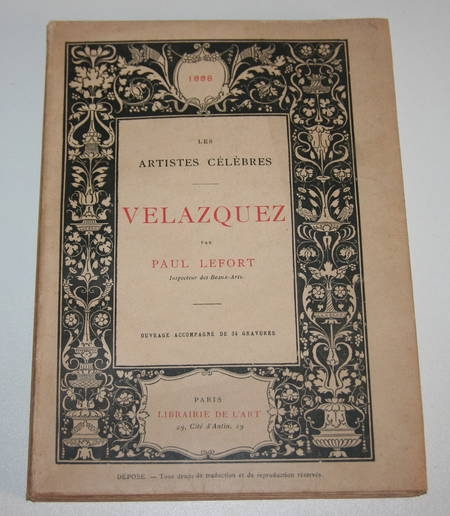 1888
LES
ARTISTES CÉLÈBRES
VELAZQUEZ
PAR
PAUL LEFORT
Inspecteur des Beaux-Arts.
OUVRAGE ACCOMPAGNÉ DE 34 GRAVURES
PARIS
LIBRAIRIE DE L'ART
29, Cité d'Antin, 29
DÉPOSÉ. — Tous droits de traduction et de reproduction réservés.